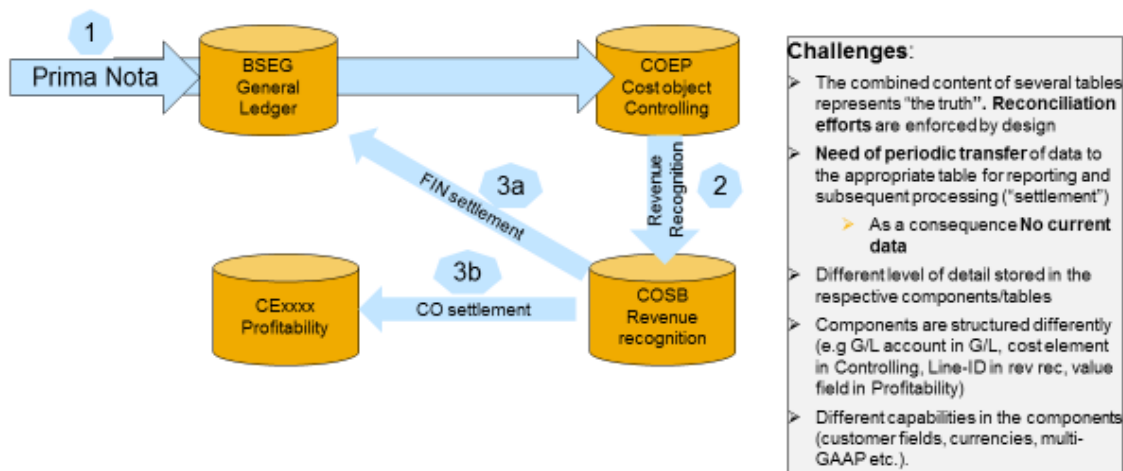 1
Prima Nota
BSEG
General
Ledger
COEP
Cost object
Controlling
Revenue
Recognition
2
3a
FIN settlement
3b
CO settlement
CExxxx
Profitability
COSB
Revenue
recognition
Challenges:
➤ The combined content of several tables
represents “the truth”. Reconciliation
efforts are enforced by design
➤ Need of periodic transfer of data to
the appropriate table for reporting and
subsequent processing (“settlement”)
➤ As a consequence No current
data
➤ Different level of detail stored in the
respective components/tables
➤ Components are structured differently
(e.g G/L account in G/L, cost element
in Controlling, Line-ID in rev rec, value
field in Profitability)
➤ Different capabilities in the components
(customer fields, currencies, multi-
GAAP etc.).